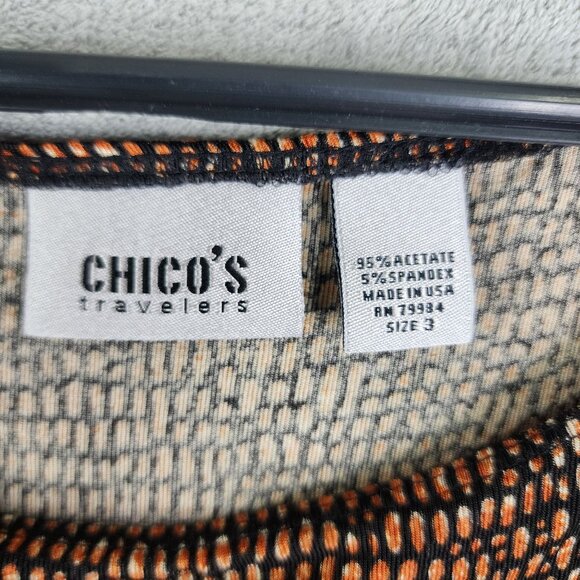 CHICO'S
travelers
95% ACETATE
5% SPANDEX
MADE IN USA
RN 79984
SIZE 3